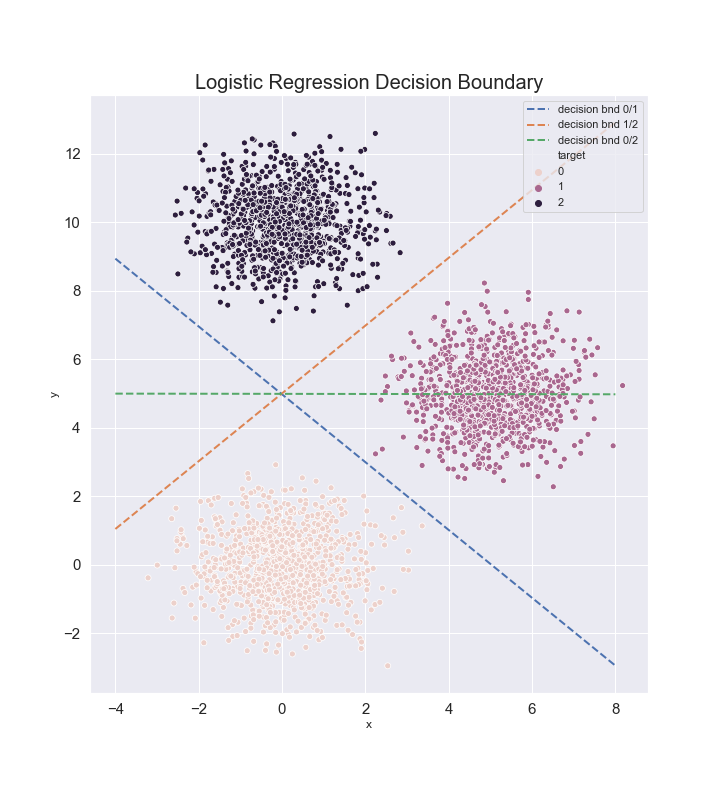 Logistic Regression Decision Boundary
decision bnd 0/1
decision bnd 1/2
decision bnd 0/2
target
0
1
2
12
10
8
6
4
2
0
−2
y
−4 −2 0 2 4 6 8
x